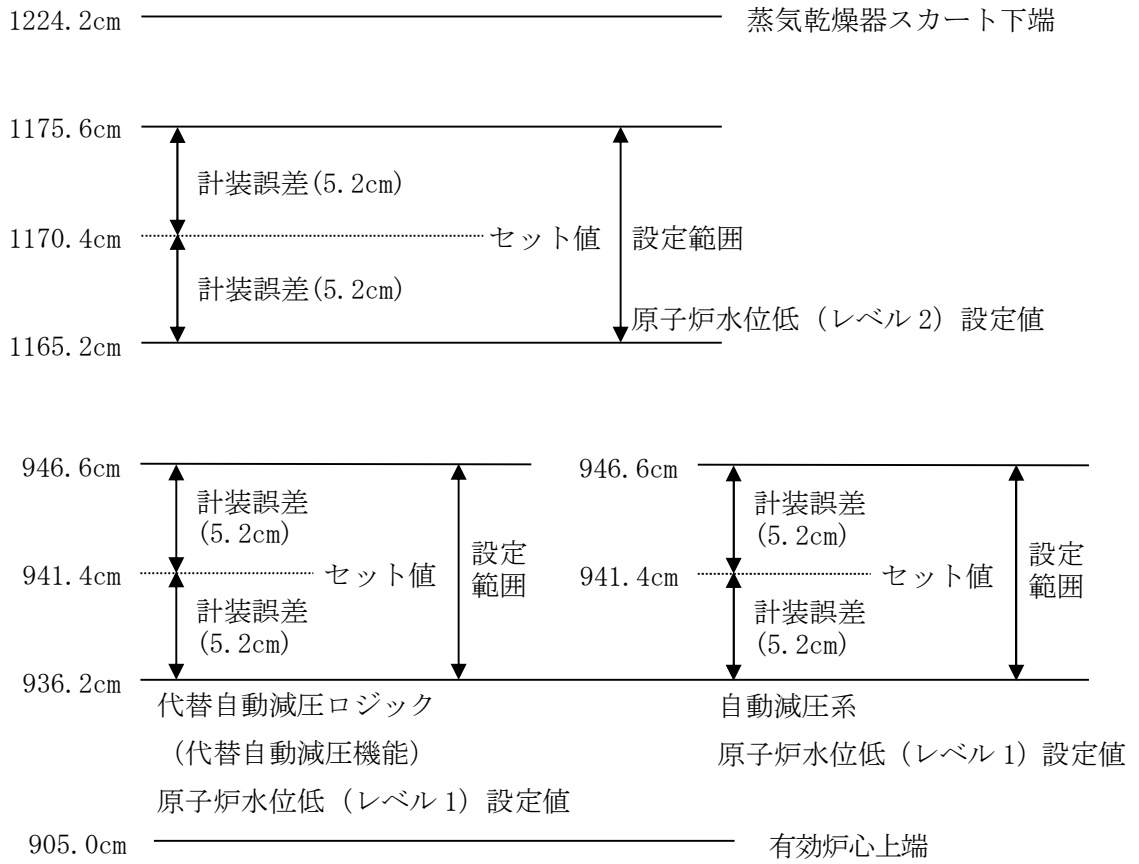 1224.2cm 蒸気乾燥器スカート下端
1175.6cm
計装誤差(5.2cm)
1170.4cm セット値 設定範囲
計装誤差(5.2cm)
原子炉水位低（レベル2）設定値
1165.2cm
946.6cm 946.6cm
計装誤差
(5.2cm)
計装誤差
(5.2cm)
941.4cm セット値 設定
範囲
941.4cm セット値 設定
範囲
計装誤差
(5.2cm)
計装誤差
(5.2cm)
936.2cm
代替自動減圧ロジック
（代替自動減圧機能）
原子炉水位低（レベル1）設定値
自動減圧系
原子炉水位低（レベル1）設定値
905.0cm 有効炉心上端